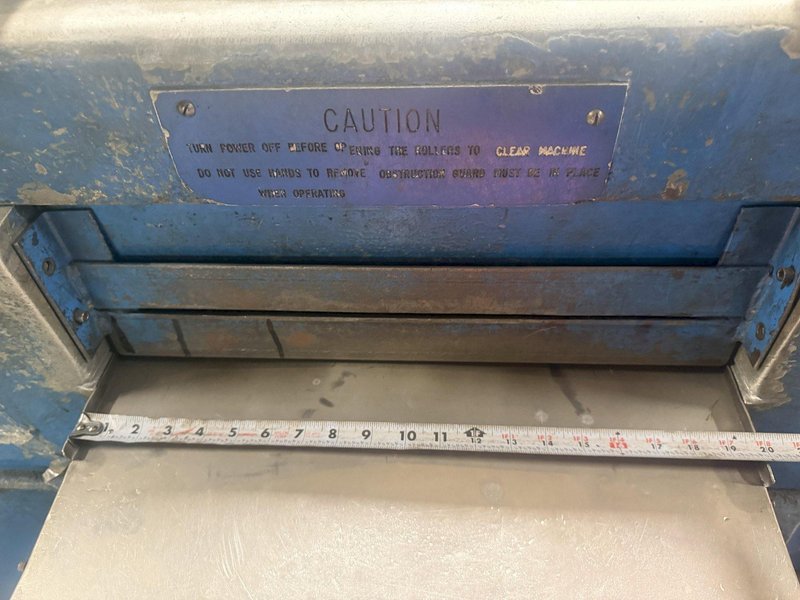 CAUTION
TURN POWER OFF BEFORE OPENING THE ROLLERS TO CLEAR MACHINE
DO NOT USE HANDS TO REMOVE OBSTRUCTION GUARD MUST BE IN PLACE
WHEN OPERATING
1 2 3 4 5 6 7 8 9 10 11 12 13 14 15 16 17 18 19 20